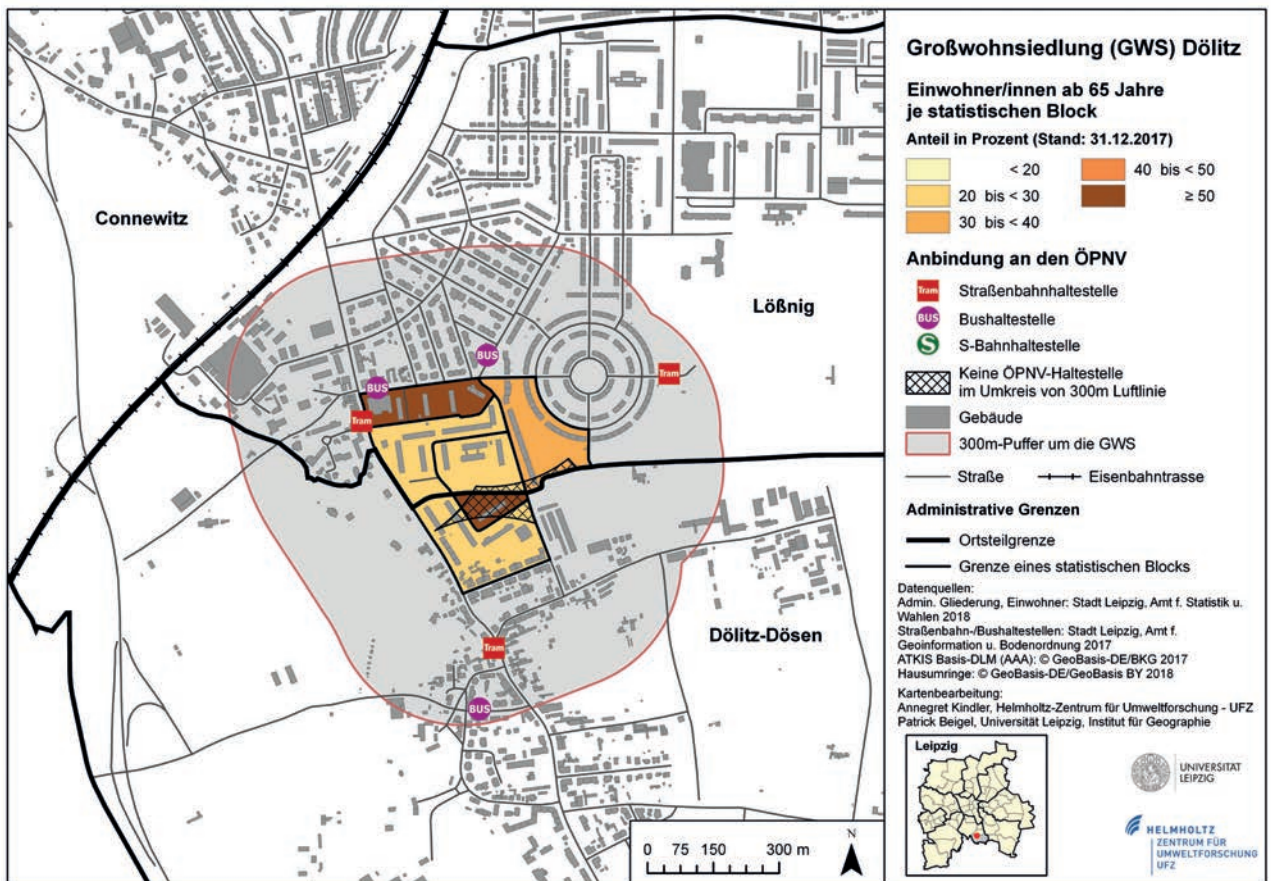 Connewitz
Lößnig
Dölitz-Dösen
BUS
BUS
Tram
Tram
Tram
BUS
0 75 150 300 m
N
Großwohnsiedlung (GWS) Dölitz
Einwohner/innen ab 65 Jahre
je statistischen Block
Anteil in Prozent (Stand: 31.12.2017)
< 20
20 bis < 30
30 bis < 40
40 bis < 50
≥ 50
Anbindung an den ÖPNV
Tram Straßenbahnhaltestelle
BUS Bushaltestelle
S S-Bahnhaltestelle
Keine ÖPNV-Haltestelle
im Umkreis von 300m Luftlinie
Gebäude
300m-Puffer um die GWS
Straße Eisenbahntrasse
Administrative Grenzen
Ortsteilgrenze
Grenze eines statistischen Blocks
Datenquellen:
Admin. Gliederung, Einwohner: Stadt Leipzig, Amt f. Statistik u.
Wahlen 2018
Straßenbahn-/Bushaltestellen: Stadt Leipzig, Amt f.
Geoinformation u. Bodenordnung 2017
ATKIS Basis-DLM (AAA): © GeoBasis-DE/BKG 2017
Hausumringe: © GeoBasis-DE/GeoBasis BY 2018
Kartenbearbeitung:
Annegret Kindler, Helmholtz-Zentrum für Umweltforschung - UFZ
Patrick Beigel, Universität Leipzig, Institut für Geographie
Leipzig
UNIVERSITÄT
LEIPZIG
HELMHOLTZ
ZENTRUM FÜR
UMWELTFORSCHUNG
UFZ